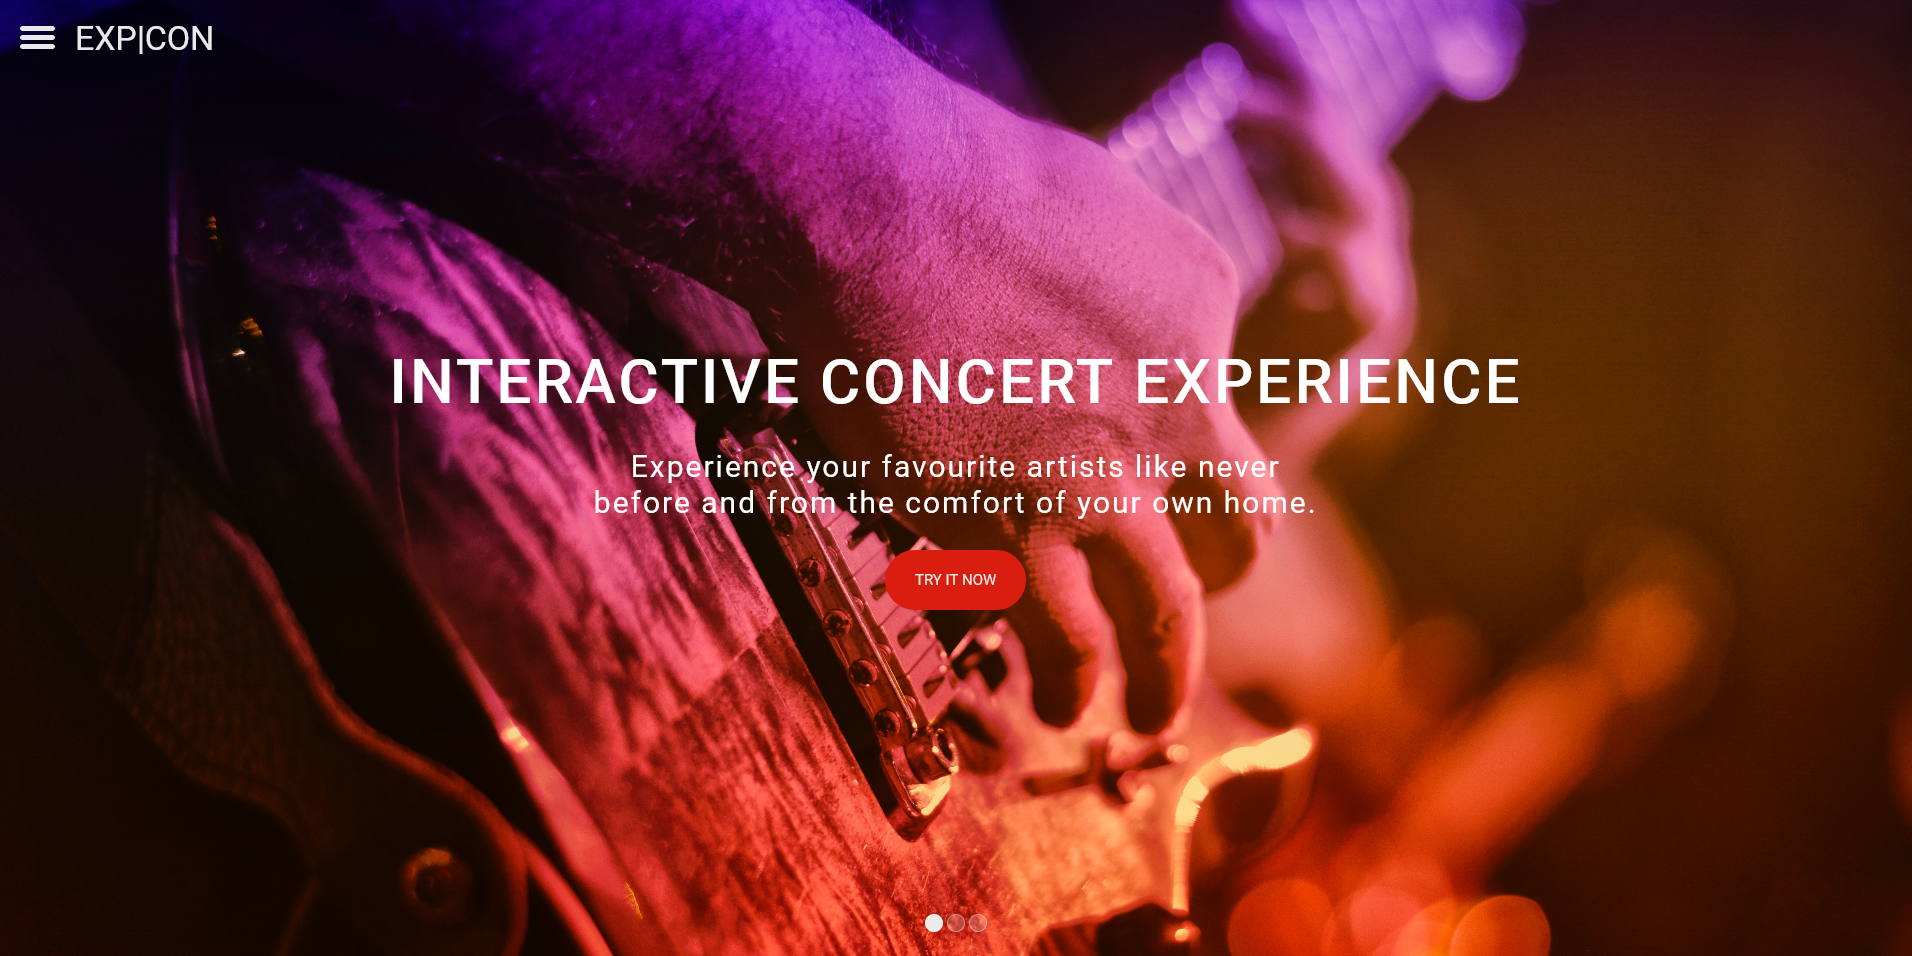 EXP|CON
INTERACTIVE CONCERT EXPERIENCE
Experience your favourite artists like never
before and from the comfort of your own home.
TRY IT NOW